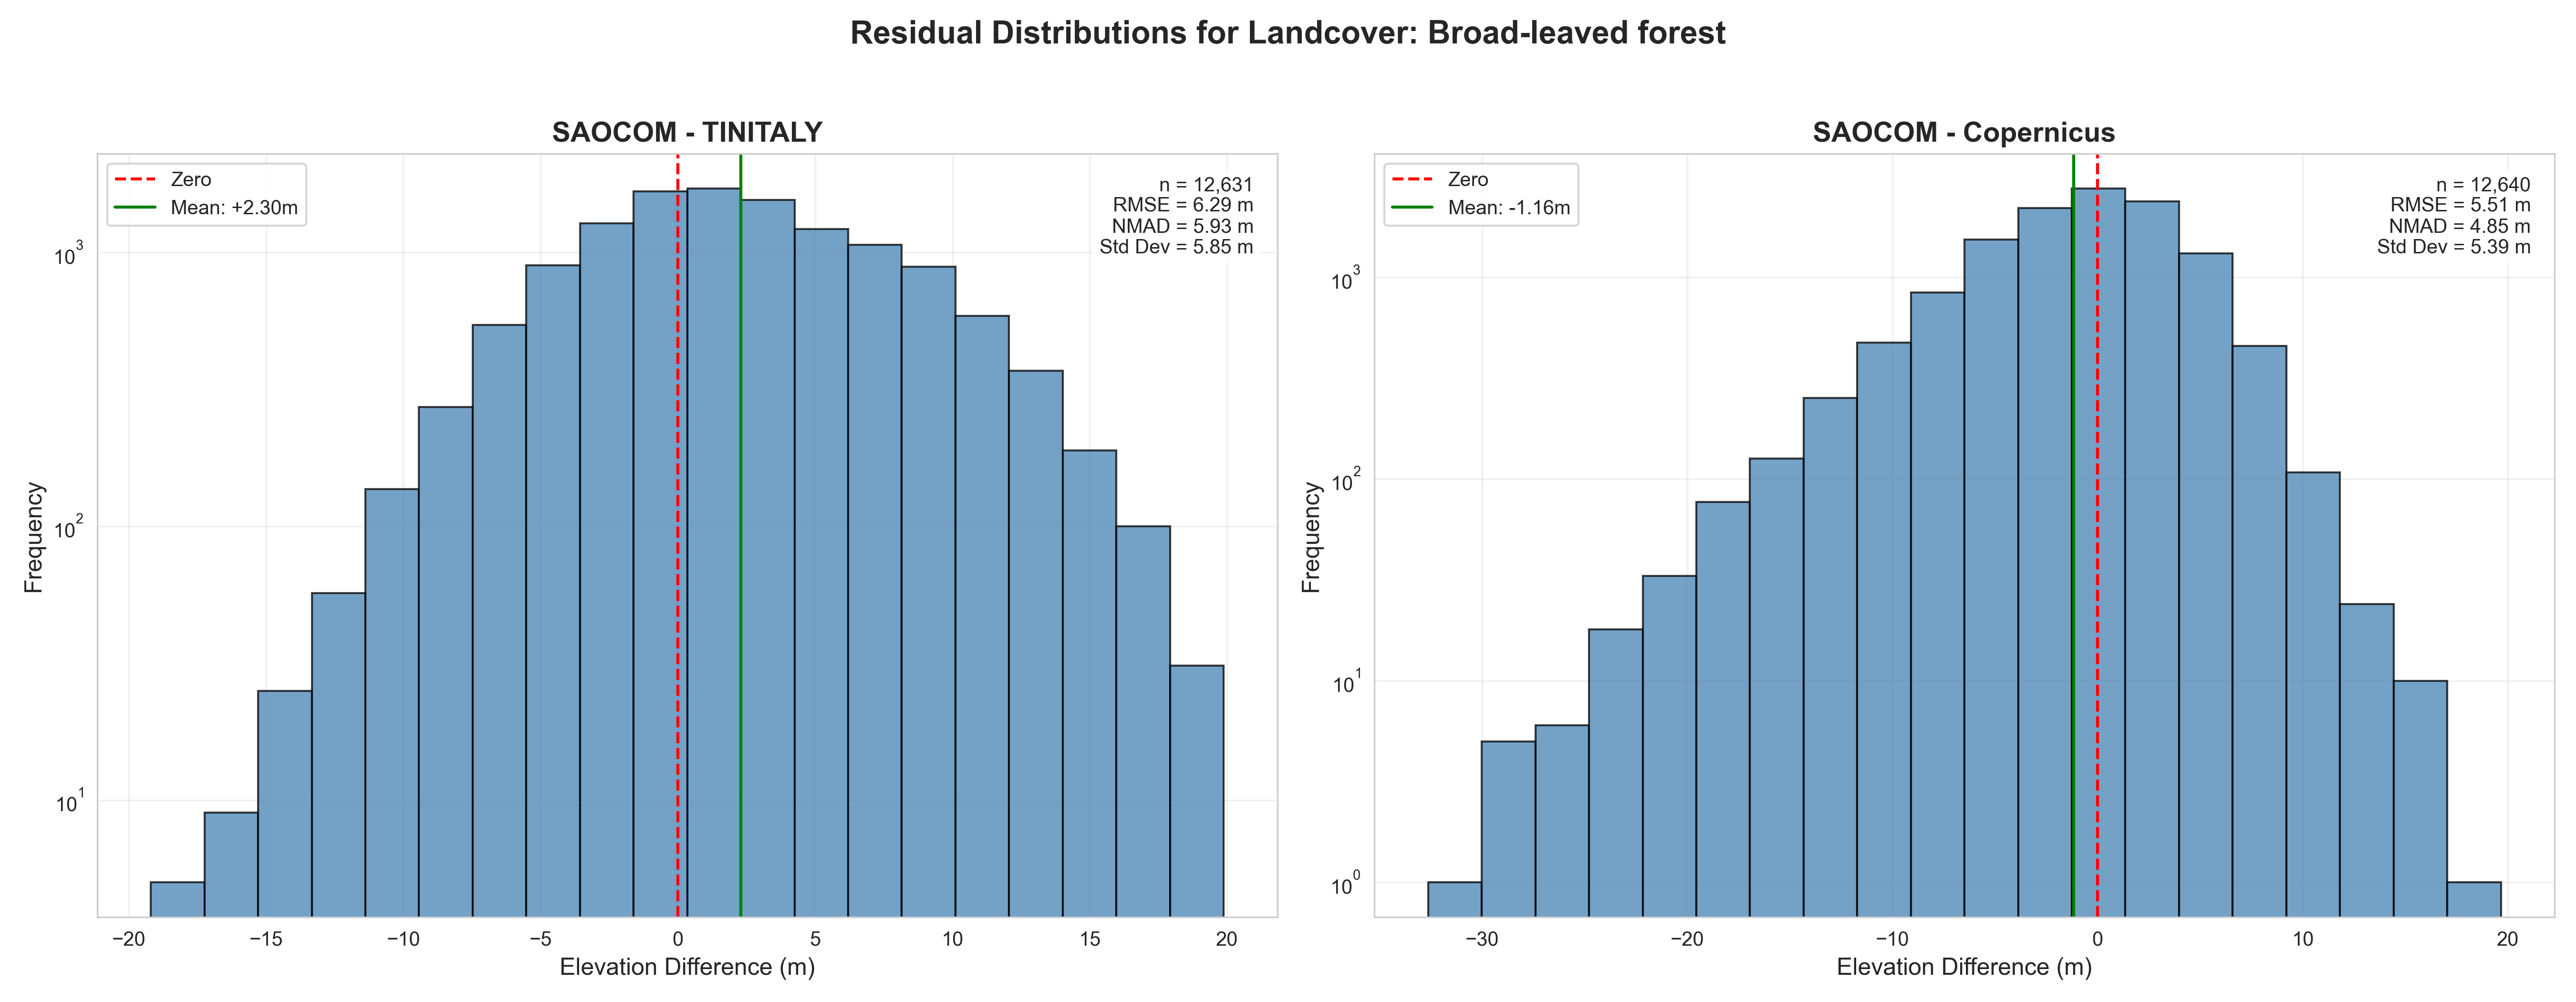 Residual Distributions for Landcover: Broad-leaved forest
SAOCOM - TINITALY
Zero
Mean: +2.30m
n = 12,631
RMSE = 6.29 m
NMAD = 5.93 m
Std Dev = 5.85 m
Frequency
10³
10²
10¹
−20 −15 −10 −5 0 5 10 15 20
Elevation Difference (m)
SAOCOM - Copernicus
Zero
Mean: -1.16m
n = 12,640
RMSE = 5.51 m
NMAD = 4.85 m
Std Dev = 5.39 m
Frequency
10³
10²
10¹
10⁰
−30 −20 −10 0 10 20
Elevation Difference (m)